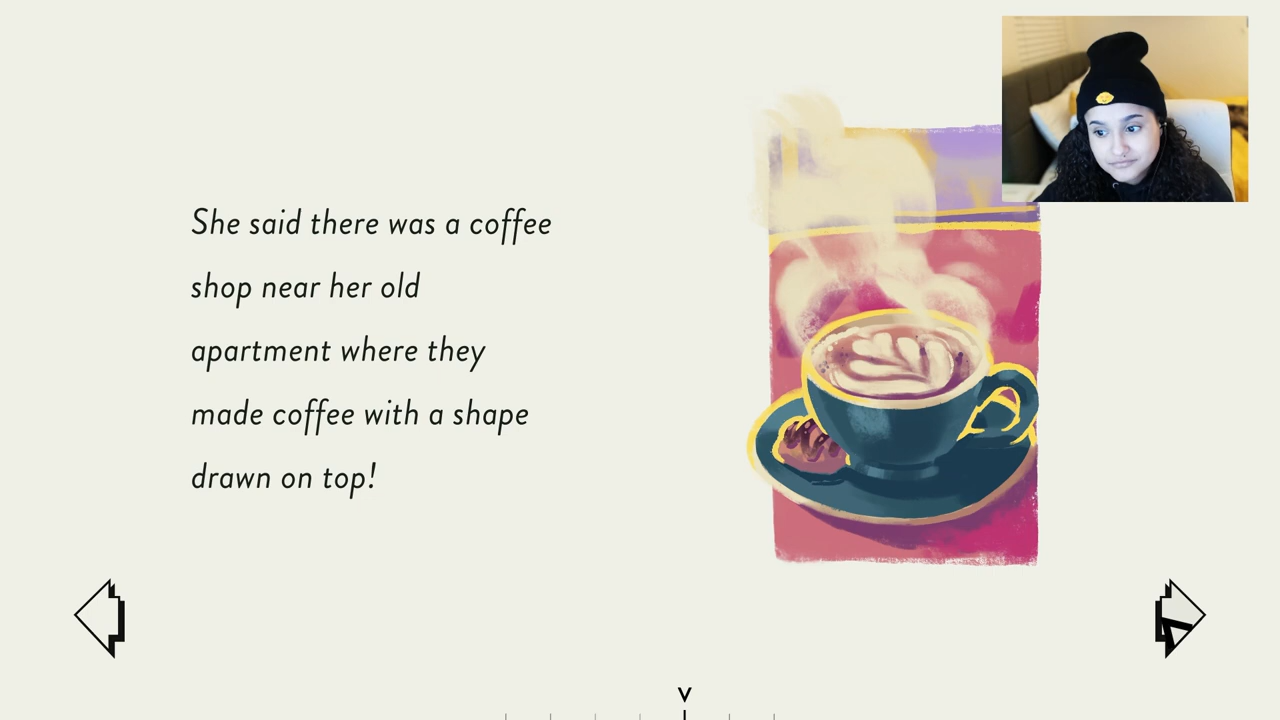 She said there was a coffee
shop near her old
apartment where they
made coffee with a shape
drawn on top!